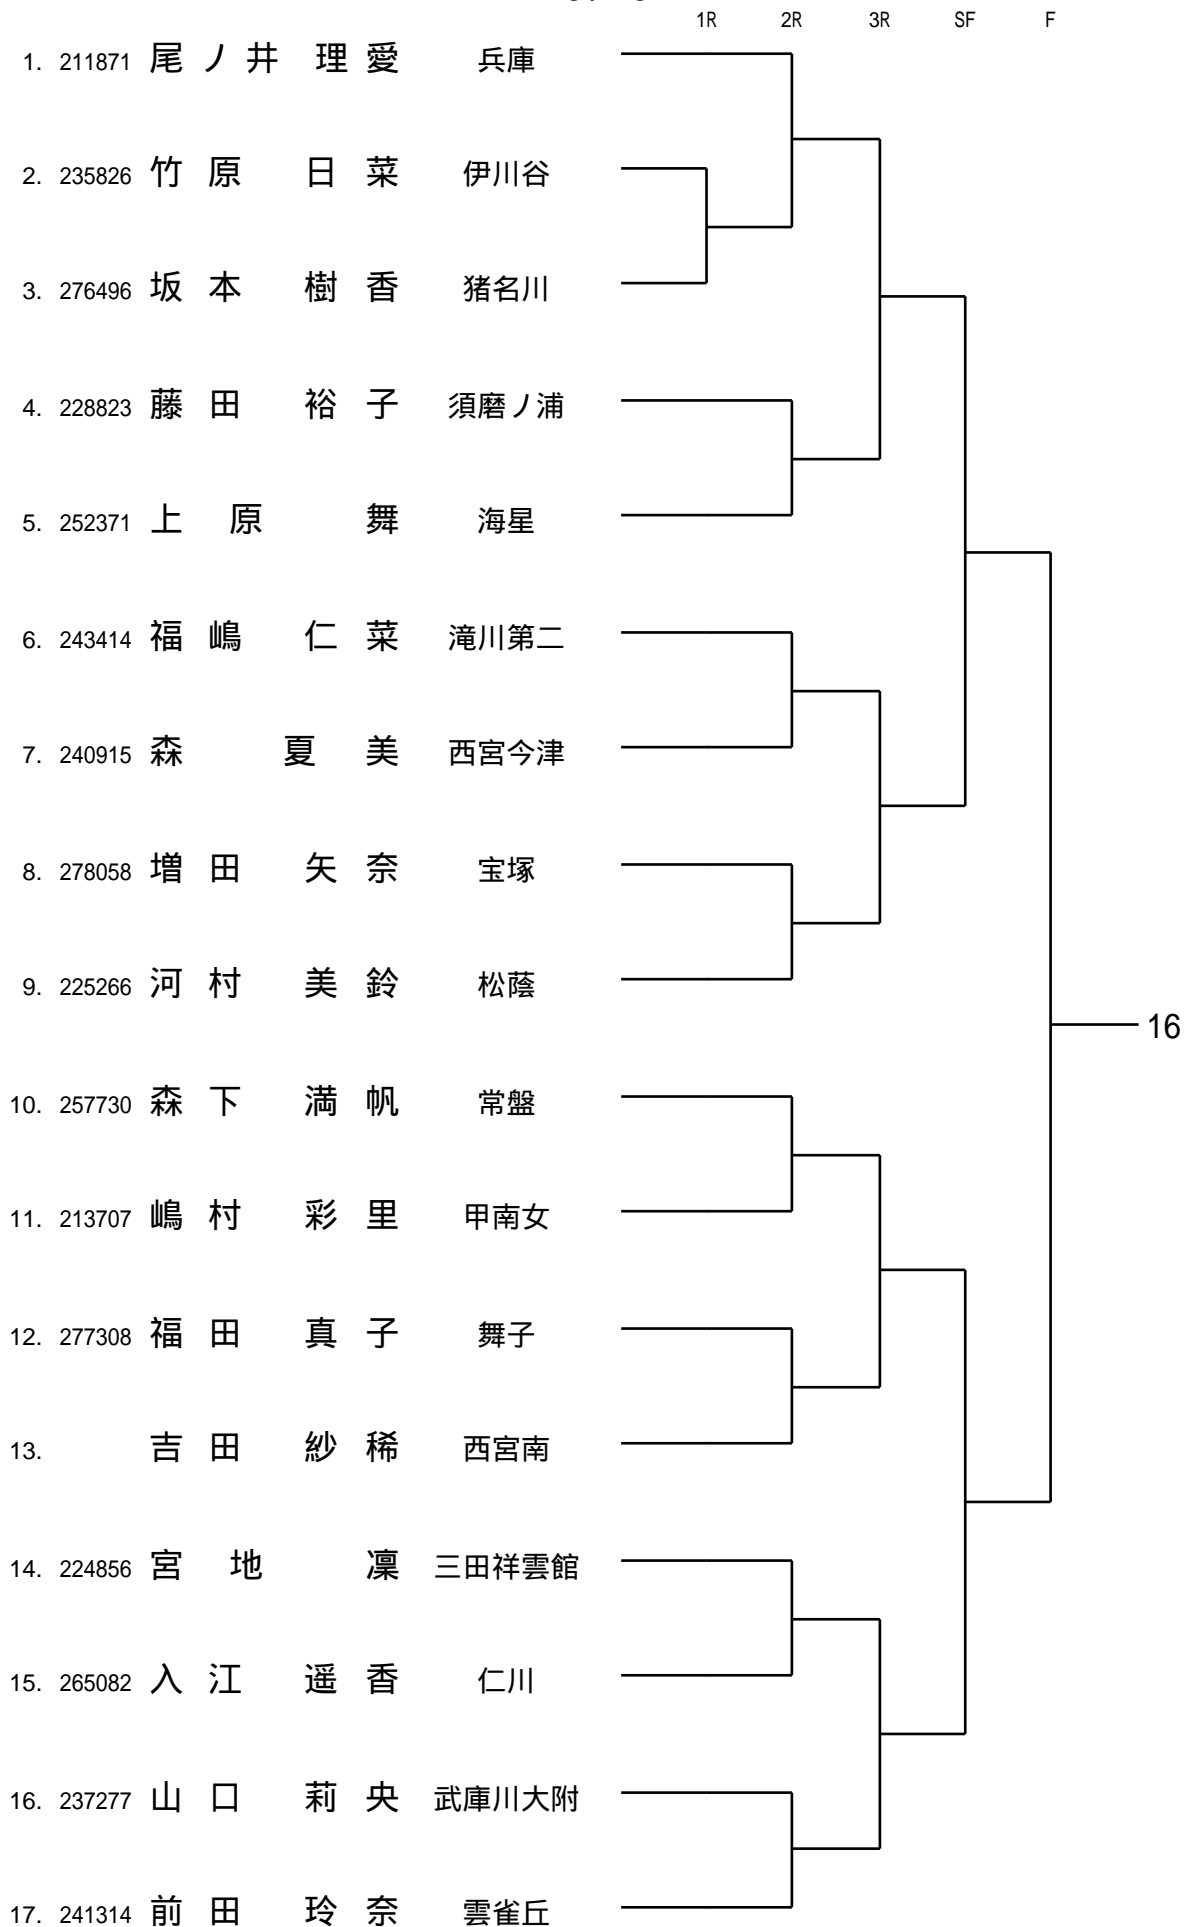 1R 2R 3R SF F
1. 211871 尾ノ井 理愛 兵庫
2. 235826 竹原 日菜 伊川谷
3. 276496 坂本 樹香 猪名川
4. 228823 藤田 裕子 須磨ノ浦
5. 252371 上原 舞 海星
6. 243414 福嶋 仁菜 滝川第二
7. 240915 森 夏美 西宮今津
8. 278058 増田 矢奈 宝塚
9. 225266 河村 美鈴 松蔭
16
10. 257730 森下 満帆 常盤
11. 213707 嶋村 彩里 甲南女
12. 277308 福田 真子 舞子
13. 吉田 紗稀 西宮南
14. 224856 宮地 凜 三田祥雲館
15. 265082 入江 遥香 仁川
16. 237277 山口 莉央 武庫川大附
17. 241314 前田 玲奈 雲雀丘